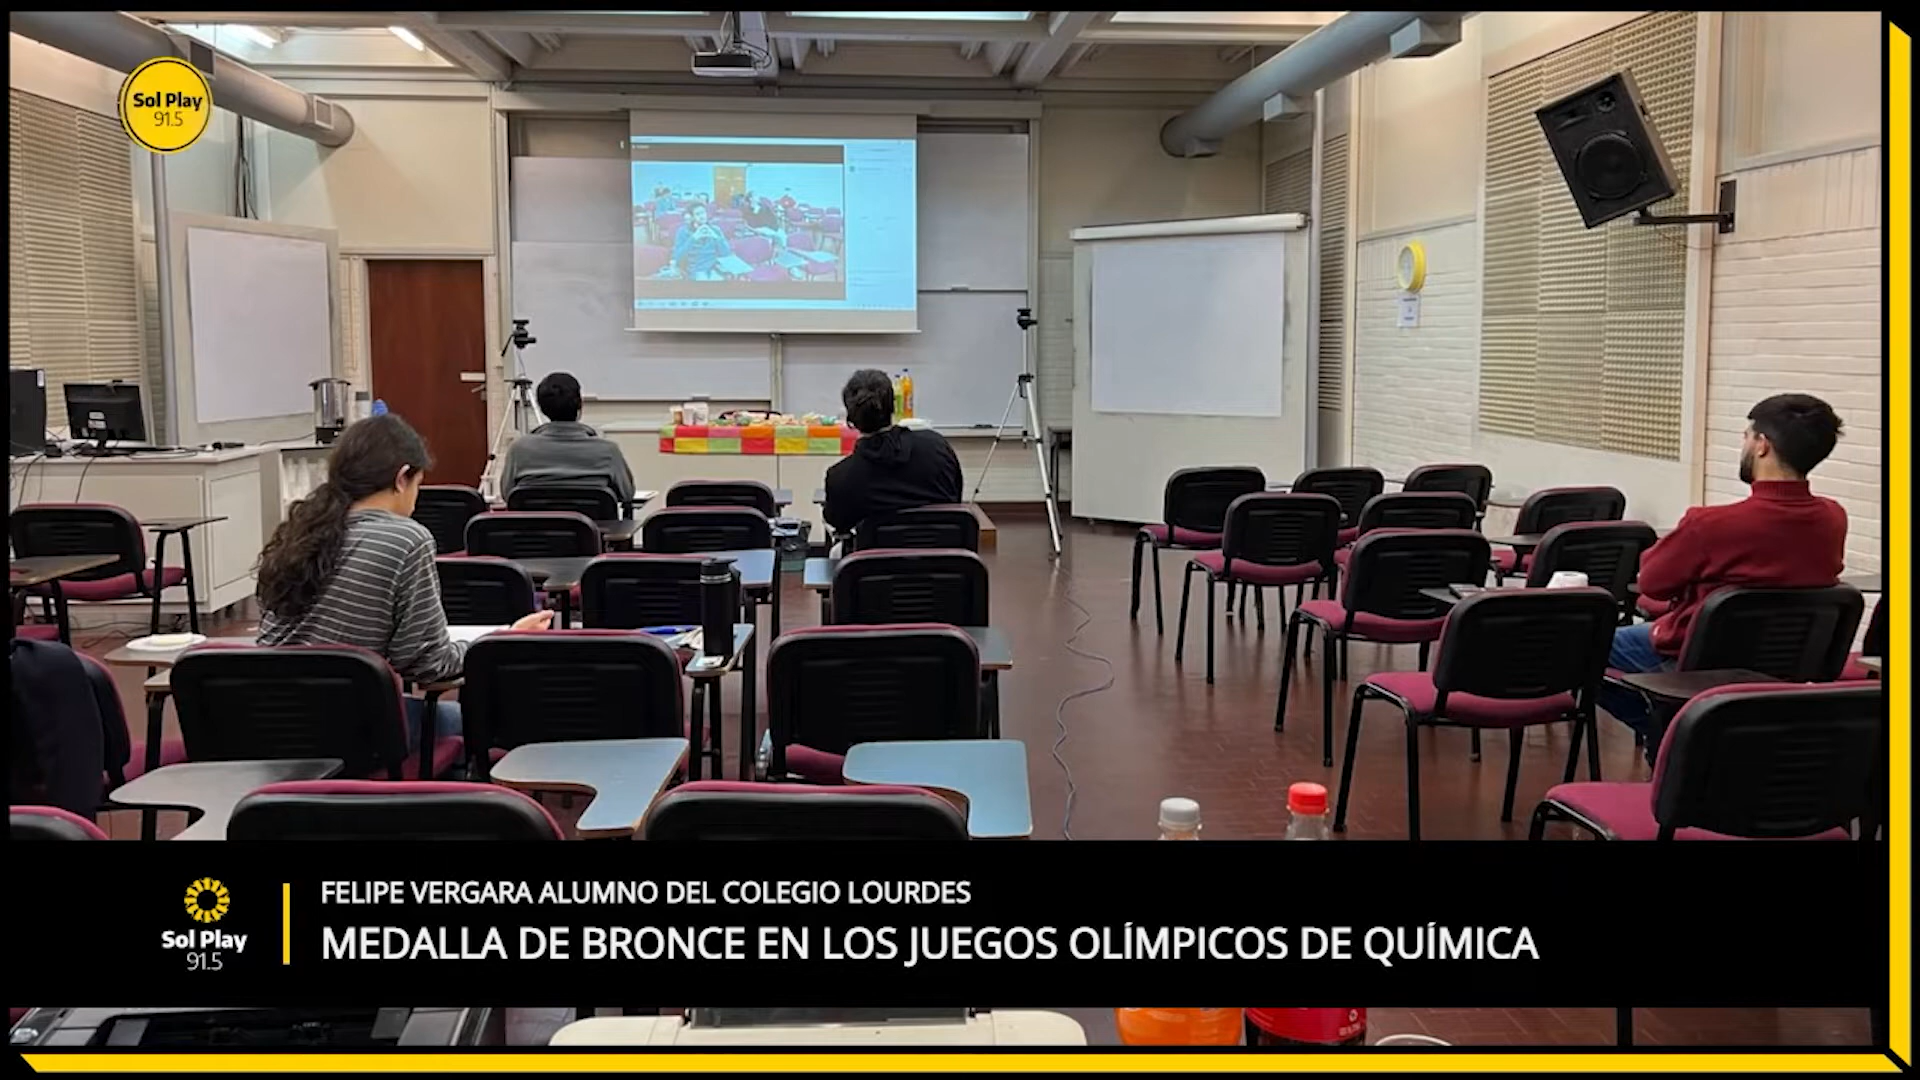 Sol Play
91.5
FELIPE VERGARA ALUMNO DEL COLEGIO LOURDES
MEDALLA DE BRONCE EN LOS JUEGOS OLÍMPICOS DE QUÍMICA
Sol Play
91.5